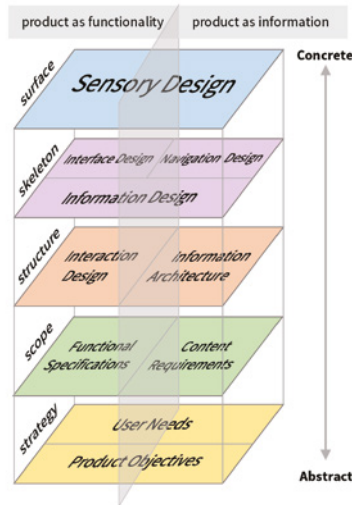 product as functionality
product as information
Concrete
surface
Sensory Design
skeleton
Interface Design
Navigation Design
Information Design
structure
Interaction
Design
Information
Architecture
scope
Functional
Specifications
Content
Requirements
strategy
User Needs
Product Objectives
Abstract